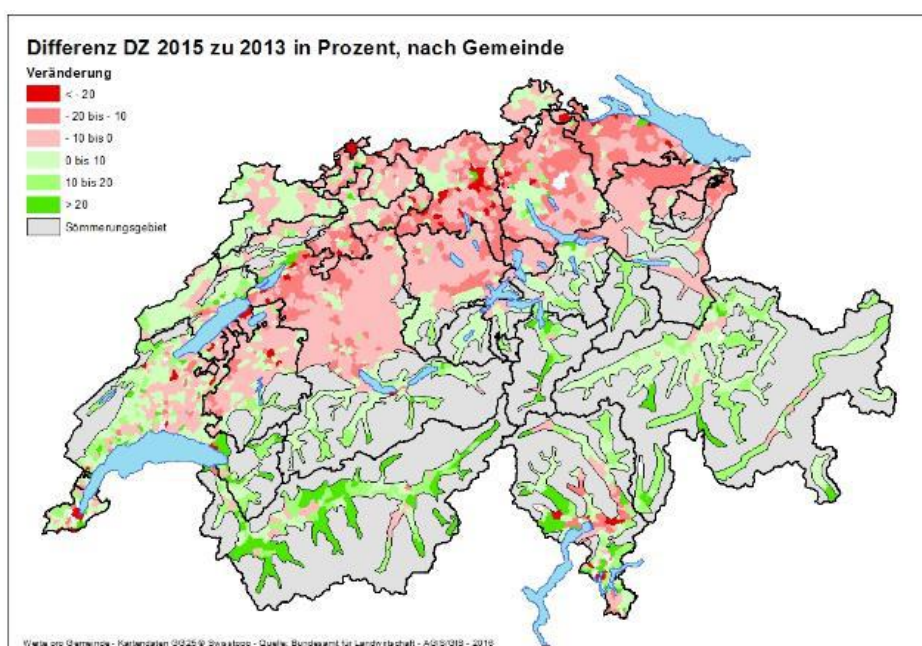 Differenz DZ 2015 zu 2013 in Prozent, nach Gemeinde
Veränderung
< - 20
- 20 bis - 10
- 10 bis 0
0 bis 10
10 bis 20
> 20
Sömmerungsgebiet
Werte pro Gemeinde - Kartendaten GG25 © Swisstopo - Quelle: Bundesamt für Landwirtschaft - AGIS/GIS - 2016